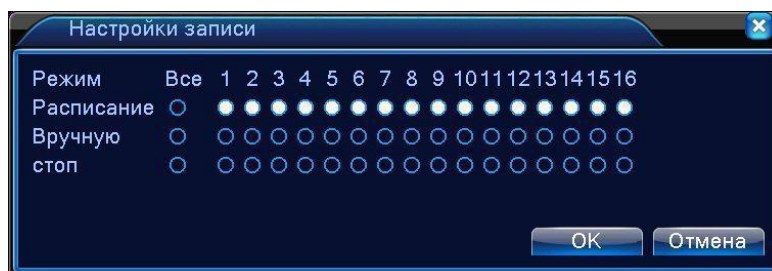 Настройки записи
Режим Все 1 2 3 4 5 6 7 8 9 10 11 12 13 14 15 16
Расписание
Вручную
стоп
OK Отмена